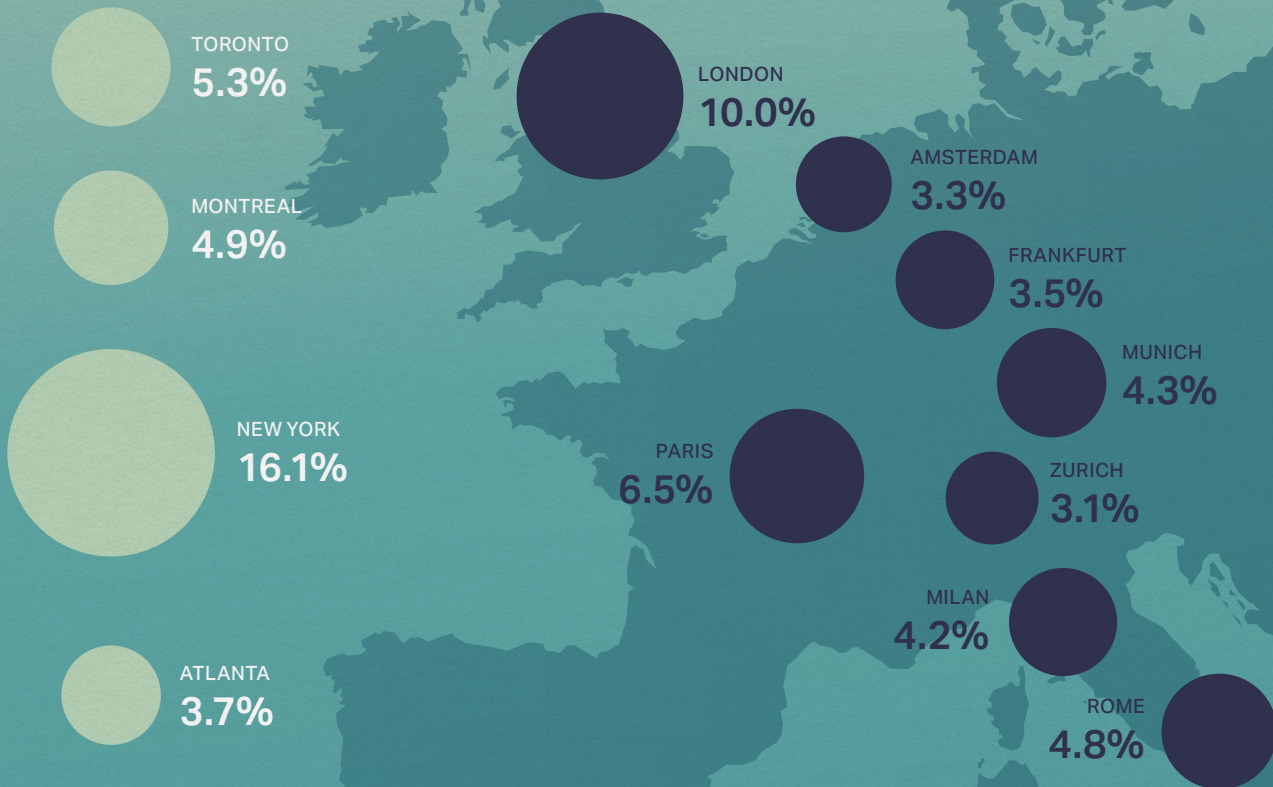 TORONTO
5.3%
LONDON
10.0%
AMSTERDAM
3.3%
MONTREAL
4.9%
FRANKFURT
3.5%
MUNICH
4.3%
NEW YORK
16.1%
PARIS
6.5%
ZURICH
3.1%
MILAN
4.2%
ATLANTA
3.7%
ROME
4.8%